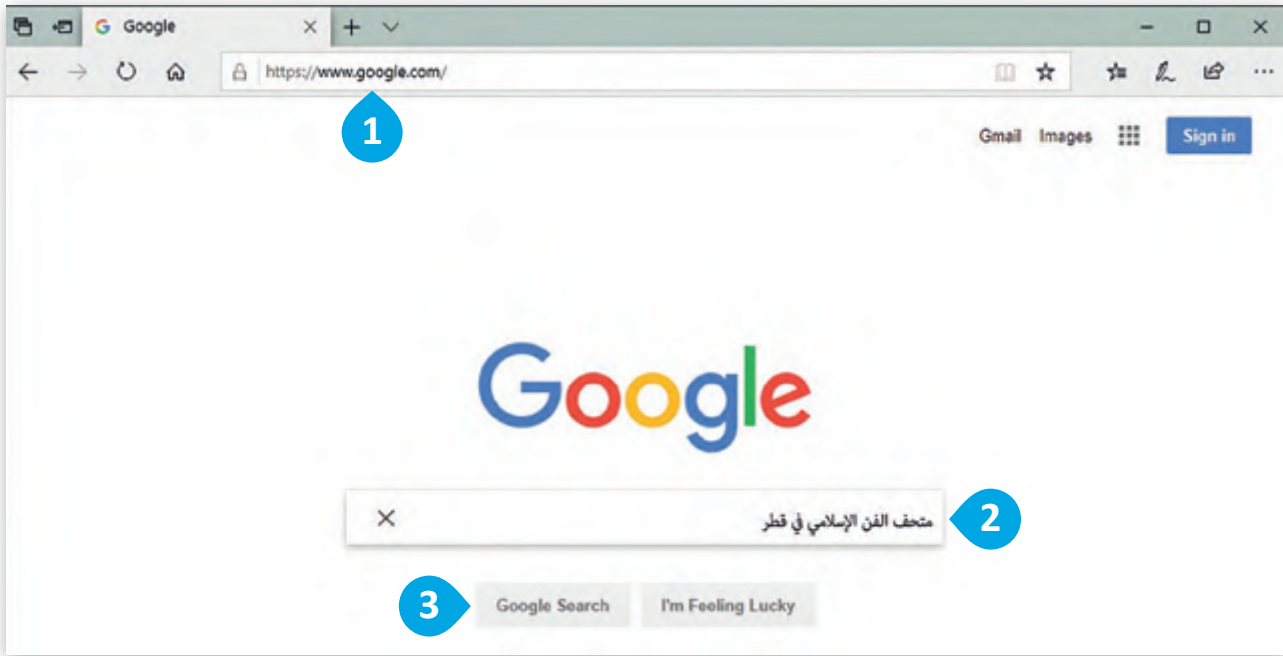 Google
https://www.google.com/
1
Gmail Images Sign in
Google
متحف الفن الإسلامي في قطر
2
3
Google Search I'm Feeling Lucky